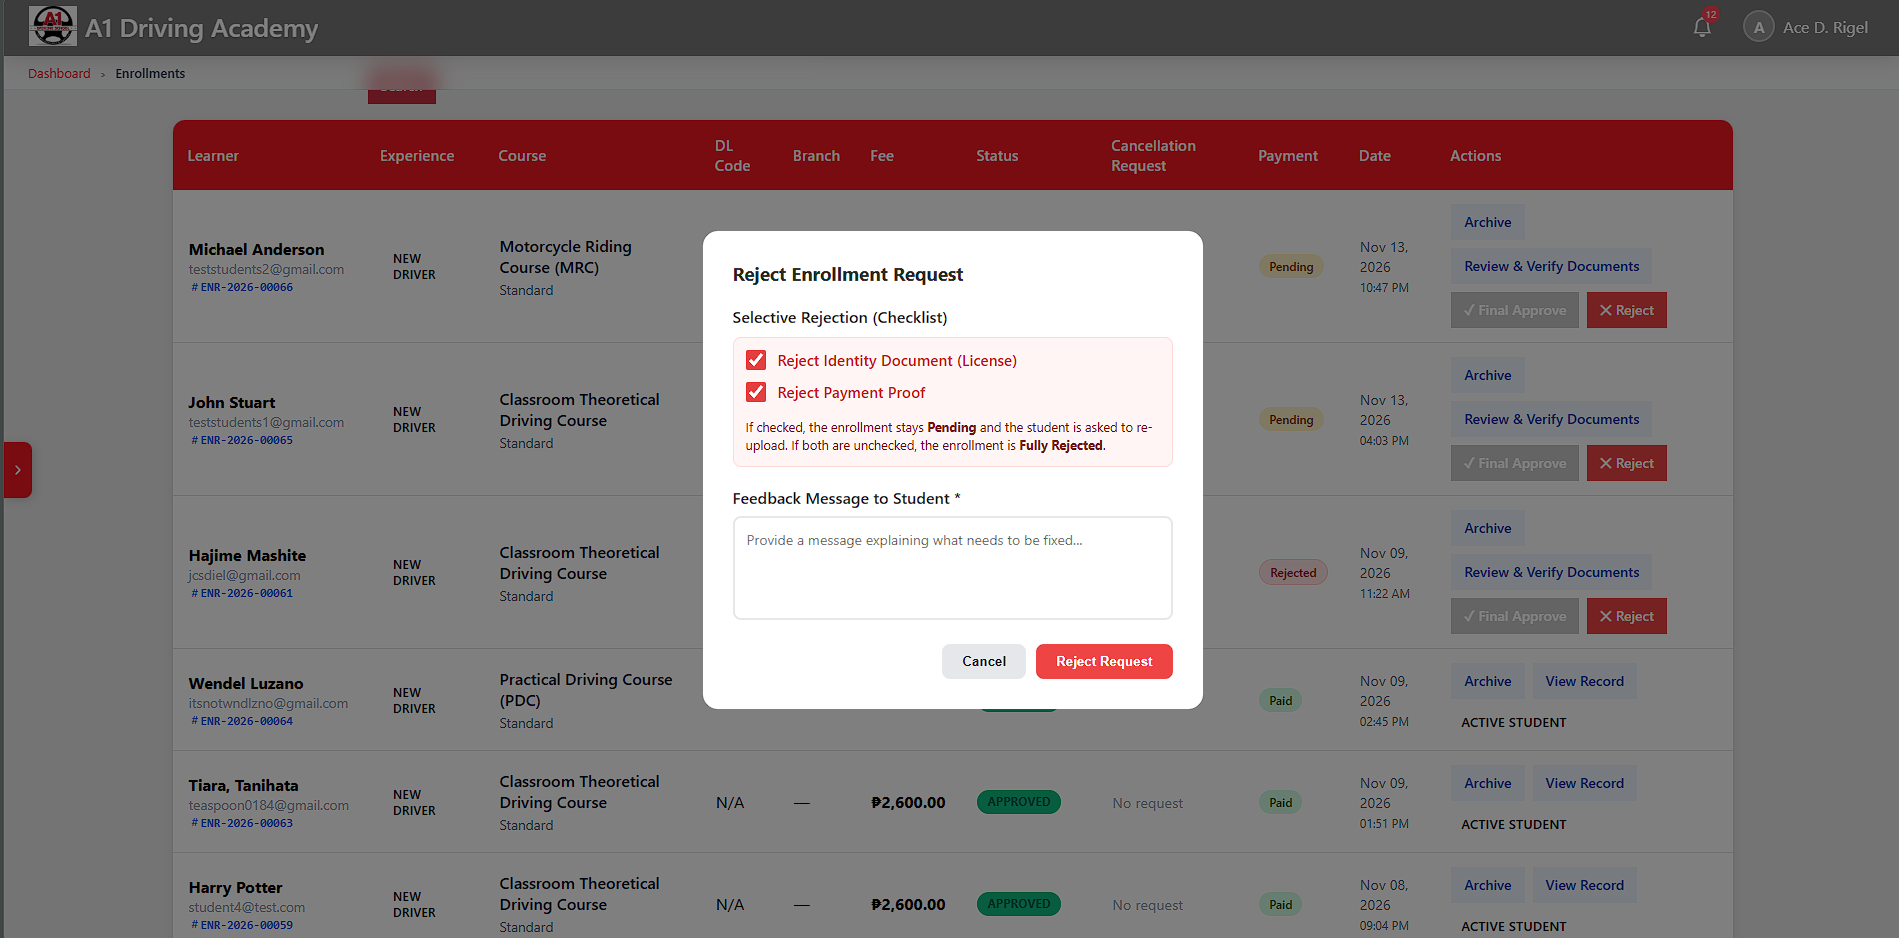 A1
A1 Driving Academy
12
A
Ace D. Rigel
Dashboard › Enrollments
Learner
Experience
Course
DL
Code
Branch
Fee
Status
Cancellation
Request
Payment
Date
Actions
Michael Anderson
teststudents2@gmail.com
# ENR-2026-00066
NEW
DRIVER
Motorcycle Riding
Course (MRC)
Standard
Pending
Nov 13,
2026
10:47 PM
Archive
Review & Verify Documents
✓ Final Approve
✕ Reject
John Stuart
teststudents1@gmail.com
# ENR-2026-00065
NEW
DRIVER
Classroom Theoretical
Driving Course
Standard
Pending
Nov 13,
2026
04:03 PM
Archive
Review & Verify Documents
✓ Final Approve
✕ Reject
Hajime Mashite
jcsdiel@gmail.com
# ENR-2026-00061
NEW
DRIVER
Classroom Theoretical
Driving Course
Standard
Rejected
Nov 09,
2026
11:22 AM
Archive
Review & Verify Documents
✓ Final Approve
✕ Reject
Wendel Luzano
itsnotwndlzno@gmail.com
# ENR-2026-00064
NEW
DRIVER
Practical Driving Course
(PDC)
Standard
Paid
Nov 09,
2026
02:45 PM
Archive
View Record
ACTIVE STUDENT
Tiara, Tanihata
teaspoon0184@gmail.com
# ENR-2026-00063
NEW
DRIVER
Classroom Theoretical
Driving Course
Standard
N/A
—
₱2,600.00
APPROVED
No request
Paid
Nov 09,
2026
01:51 PM
Archive
View Record
ACTIVE STUDENT
Harry Potter
student4@test.com
# ENR-2026-00059
NEW
DRIVER
Classroom Theoretical
Driving Course
Standard
N/A
—
₱2,600.00
APPROVED
No request
Paid
Nov 08,
2026
09:04 PM
Archive
View Record
ACTIVE STUDENT
Reject Enrollment Request
Selective Rejection (Checklist)
Reject Identity Document (License)
Reject Payment Proof
If checked, the enrollment stays Pending and the student is asked to re-
upload. If both are unchecked, the enrollment is Fully Rejected.
Feedback Message to Student *
Provide a message explaining what needs to be fixed...
Cancel
Reject Request